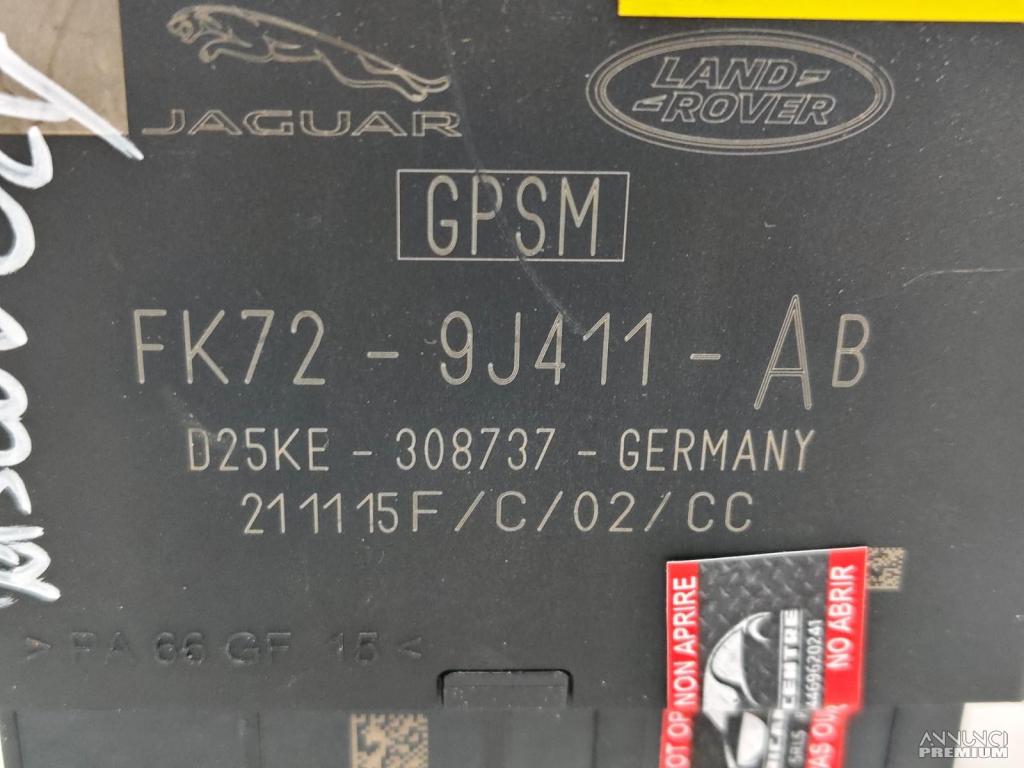 JAGUAR
LAND-
-ROVER
GPSM
FK72 - 9J411 - AB
D25KE - 308737 - GERMANY
211115F/C/02/CC
> PA 66 GF 15 <
NON APRIRE
NO ABRIR
ANNUNCI
PREMIUM